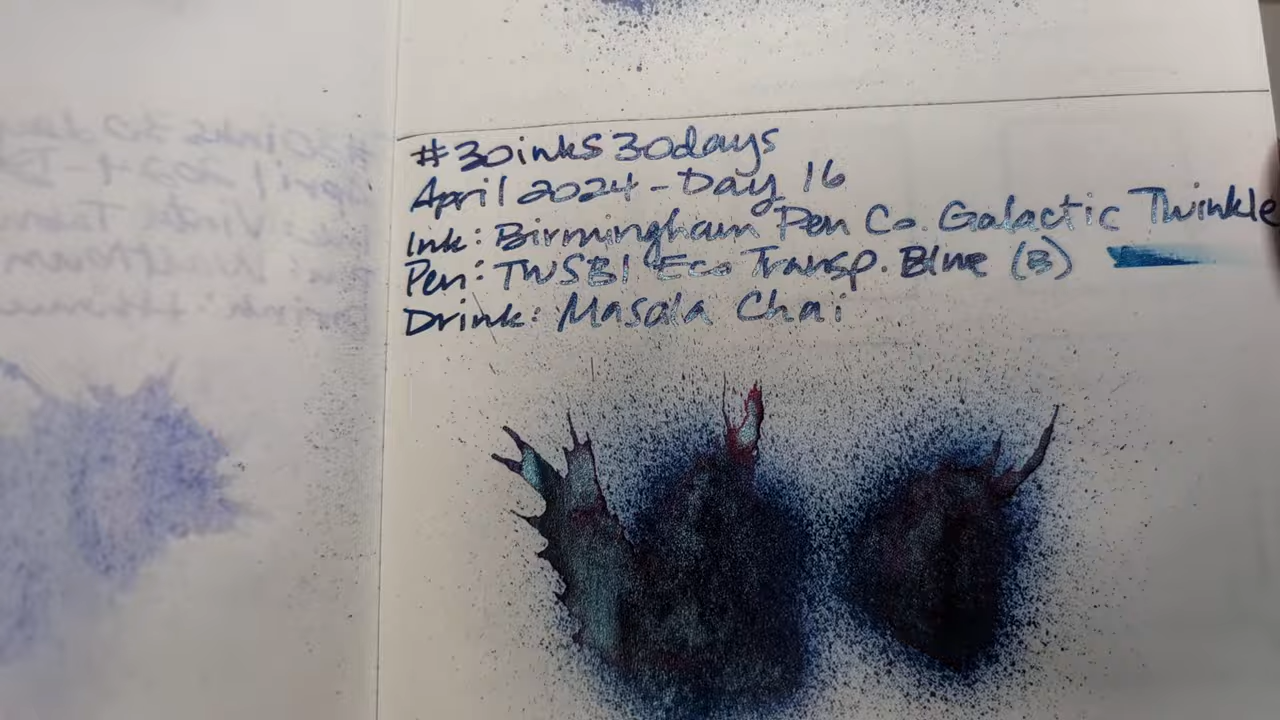 #30inks30days
April 2024 - Day 16
Ink: Birmingham Pen Co. Galactic Twinkle
Pen: TWSBI Eco Transp. Blue (B)
Drink: Masala Chai